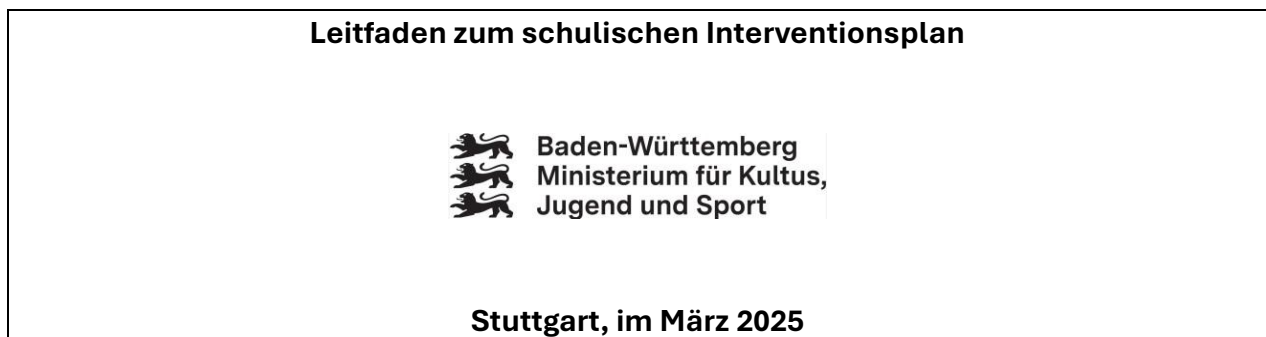 Leitfaden zum schulischen Interventionsplan
Baden-Württemberg
Ministerium für Kultus,
Jugend und Sport
Stuttgart, im März 2025